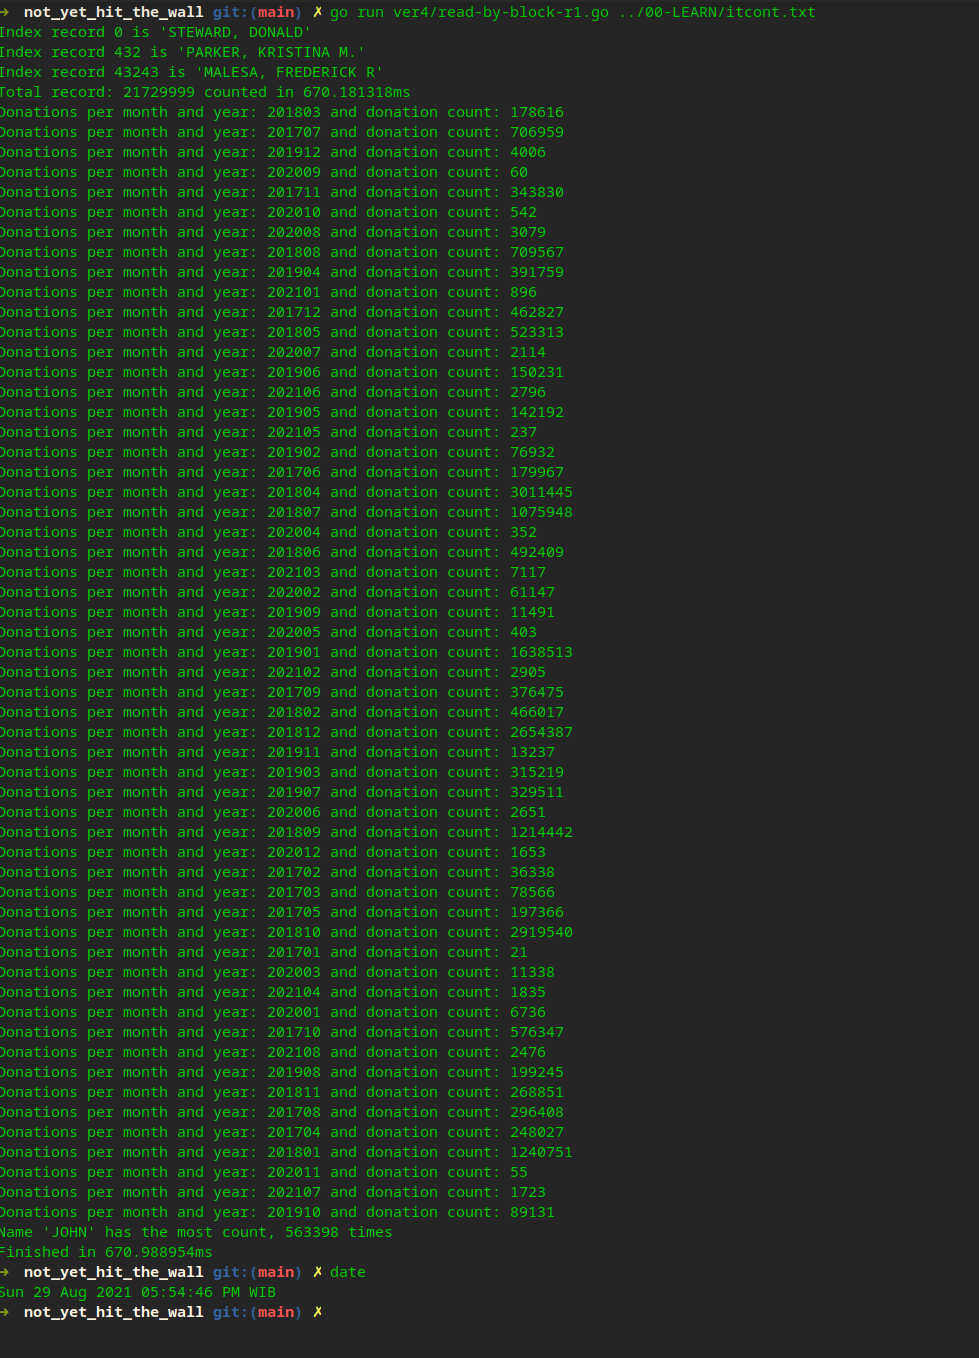 → not_yet_hit_the_wall git:(main) ✗ go run ver4/read-by-block-r1.go ../00-LEARN/itcont.txt
Index record 0 is 'STEWARD, DONALD'
Index record 432 is 'PARKER, KRISTINA M.'
Index record 43243 is 'MALESA, FREDERICK R'
Total record: 21729999 counted in 670.181318ms
Donations per month and year: 201803 and donation count: 178616
Donations per month and year: 201707 and donation count: 706959
Donations per month and year: 201912 and donation count: 4006
Donations per month and year: 202009 and donation count: 60
Donations per month and year: 201711 and donation count: 343830
Donations per month and year: 202010 and donation count: 542
Donations per month and year: 202008 and donation count: 3079
Donations per month and year: 201808 and donation count: 709567
Donations per month and year: 201904 and donation count: 391759
Donations per month and year: 202101 and donation count: 896
Donations per month and year: 201712 and donation count: 462827
Donations per month and year: 201805 and donation count: 523313
Donations per month and year: 202007 and donation count: 2114
Donations per month and year: 201906 and donation count: 150231
Donations per month and year: 202106 and donation count: 2796
Donations per month and year: 201905 and donation count: 142192
Donations per month and year: 202105 and donation count: 237
Donations per month and year: 201902 and donation count: 76932
Donations per month and year: 201706 and donation count: 179967
Donations per month and year: 201804 and donation count: 3011445
Donations per month and year: 201807 and donation count: 1075948
Donations per month and year: 202004 and donation count: 352
Donations per month and year: 201806 and donation count: 492409
Donations per month and year: 202103 and donation count: 7117
Donations per month and year: 202002 and donation count: 61147
Donations per month and year: 201909 and donation count: 11491
Donations per month and year: 202005 and donation count: 403
Donations per month and year: 201901 and donation count: 1638513
Donations per month and year: 202102 and donation count: 2905
Donations per month and year: 201709 and donation count: 376475
Donations per month and year: 201802 and donation count: 466017
Donations per month and year: 201812 and donation count: 2654387
Donations per month and year: 201911 and donation count: 13237
Donations per month and year: 201903 and donation count: 315219
Donations per month and year: 201907 and donation count: 329511
Donations per month and year: 202006 and donation count: 2651
Donations per month and year: 201809 and donation count: 1214442
Donations per month and year: 202012 and donation count: 1653
Donations per month and year: 201702 and donation count: 36338
Donations per month and year: 201703 and donation count: 78566
Donations per month and year: 201705 and donation count: 197366
Donations per month and year: 201810 and donation count: 2919540
Donations per month and year: 201701 and donation count: 21
Donations per month and year: 202003 and donation count: 11338
Donations per month and year: 202104 and donation count: 1835
Donations per month and year: 202001 and donation count: 6736
Donations per month and year: 201710 and donation count: 576347
Donations per month and year: 202108 and donation count: 2476
Donations per month and year: 201908 and donation count: 199245
Donations per month and year: 201811 and donation count: 268851
Donations per month and year: 201708 and donation count: 296408
Donations per month and year: 201704 and donation count: 248027
Donations per month and year: 201801 and donation count: 1240751
Donations per month and year: 202011 and donation count: 55
Donations per month and year: 202107 and donation count: 1723
Donations per month and year: 201910 and donation count: 89131
Name 'JOHN' has the most count, 563398 times
Finished in 670.988954ms
→ not_yet_hit_the_wall git:(main) ✗ date
Sun 29 Aug 2021 05:54:46 PM WIB
→ not_yet_hit_the_wall git:(main) ✗